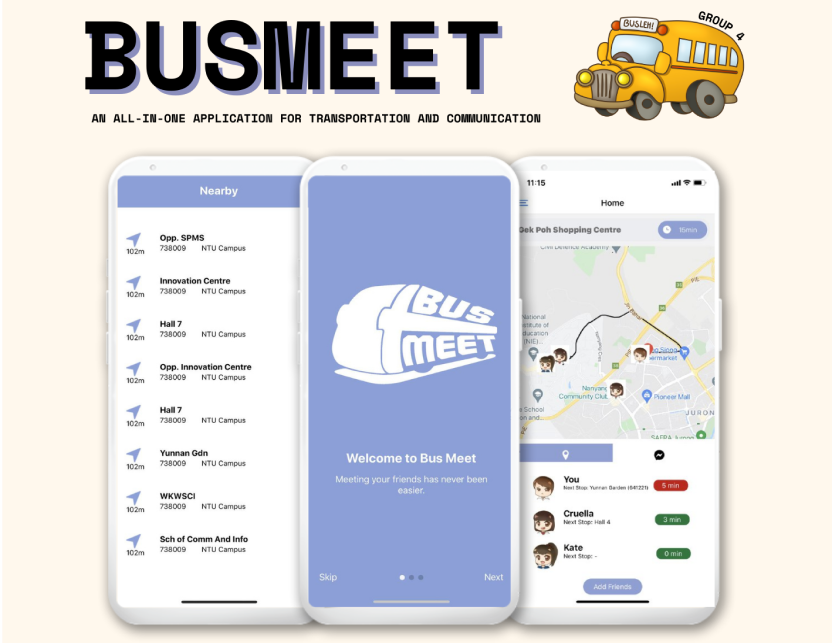 BUSMEET
BUSLEH!
GROUP 4
AN ALL-IN-ONE APPLICATION FOR TRANSPORTATION AND COMMUNICATION
Nearby
Opp. SPMS
102m 738009 NTU Campus
Innovation Centre
102m 738009 NTU Campus
Hall 7
102m 738009 NTU Campus
Opp. Innovation Centre
102m 738009 NTU Campus
Hall 7
102m 738009 NTU Campus
Yunnan Gdn
102m 738009 NTU Campus
WKWSCI
102m 738009 NTU Campus
Sch of Comm And Info
102m 738009 NTU Campus
BUS
MEET
Welcome to Bus Meet
Meeting your friends has never been
easier.
Skip
Next
11:15
Home
Gek Poh Shopping Centre
16min
Civil Defence Academy
PIE
National
Institute of
Education
(NIE)...
Jln Bahar
Nanyang
Community Club
Pioneer Mall
JURON
SAFRA Jurong
You
Next Stop: Yunnan Garden (641221)
5 min
Cruella
Next Stop: Hall 4
3 min
Kate
Next Stop: -
0 min
Add Friends